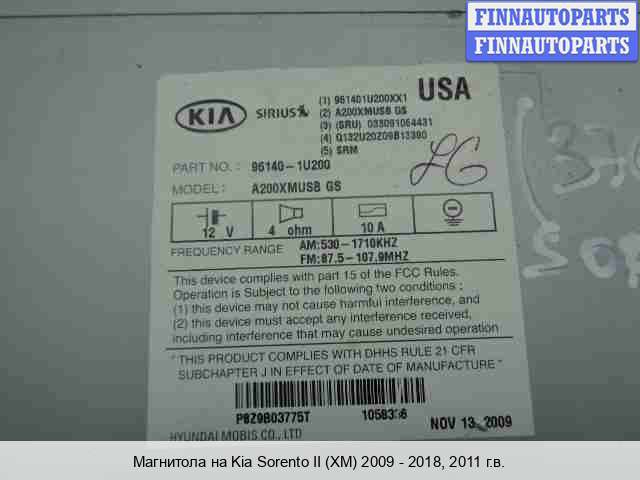 FINNAUTOPARTS
FINNAUTOPARTS
KIA SIRIUS USA
(1) 961401U200XX1
(2) A200XMUSB GS
(3) (SRU) 033091064431
(4) Q132U20Z09B13390
(5) SRM
PART NO. : 96140-1U200
MODEL : A200XMUSB GS
LG
12 V 4 ohm 10 A
FREQUENCY RANGE AM:530-1710KHZ
FM:87.5-107.9MHZ
This device complies with part 15 of the FCC Rules.
Operation is Subject to the following two conditions :
(1) this device may not cause harmful interference, and
(2) this device must accept any interference received,
including interference that may cause undesired operation
" THIS PRODUCT COMPLIES WITH DHHS RULE 21 CFR
SUBCHAPTER J IN EFFECT OF DATE OF MANUFACT
P8Z9B03775T
NOV 13. 2009
HYUNDAI MOBIS CO., LTD
Магнитола на Kia Sorento II (XM) 2009 - 2018, 2011 г.в.